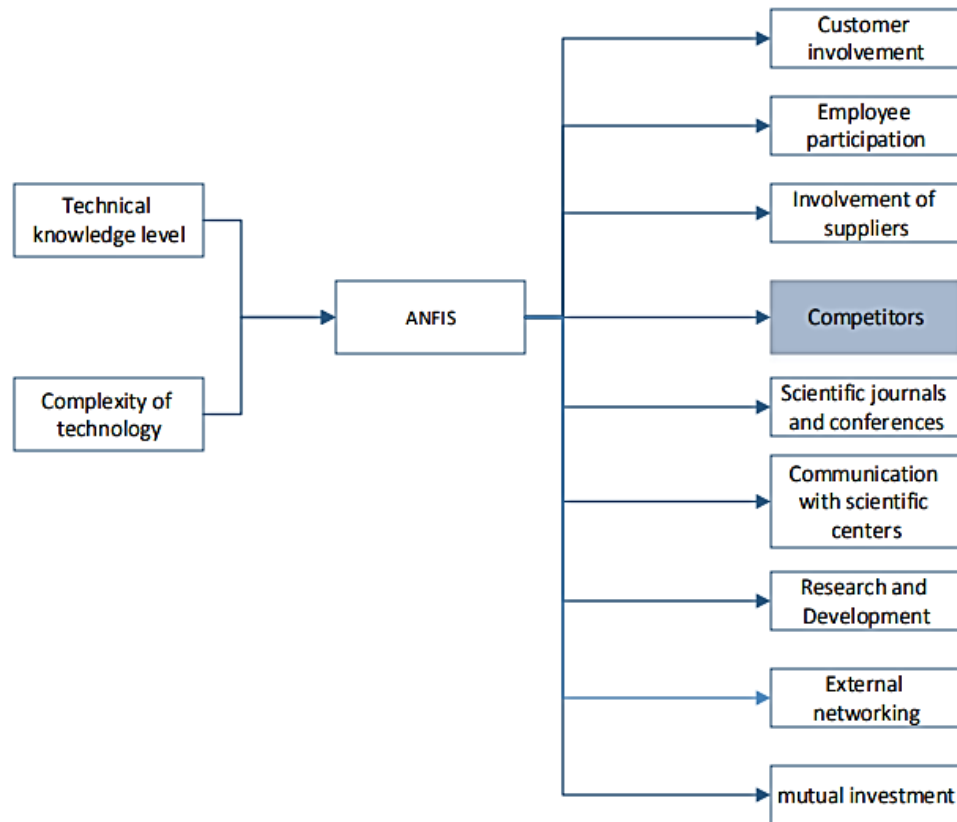 Technical
knowledge level
Complexity of
technology
ANFIS
Customer
involvement
Employee
participation
Involvement of
suppliers
Competitors
Scientific journals
and conferences
Communication
with scientific
centers
Research and
Development
External
networking
mutual investment